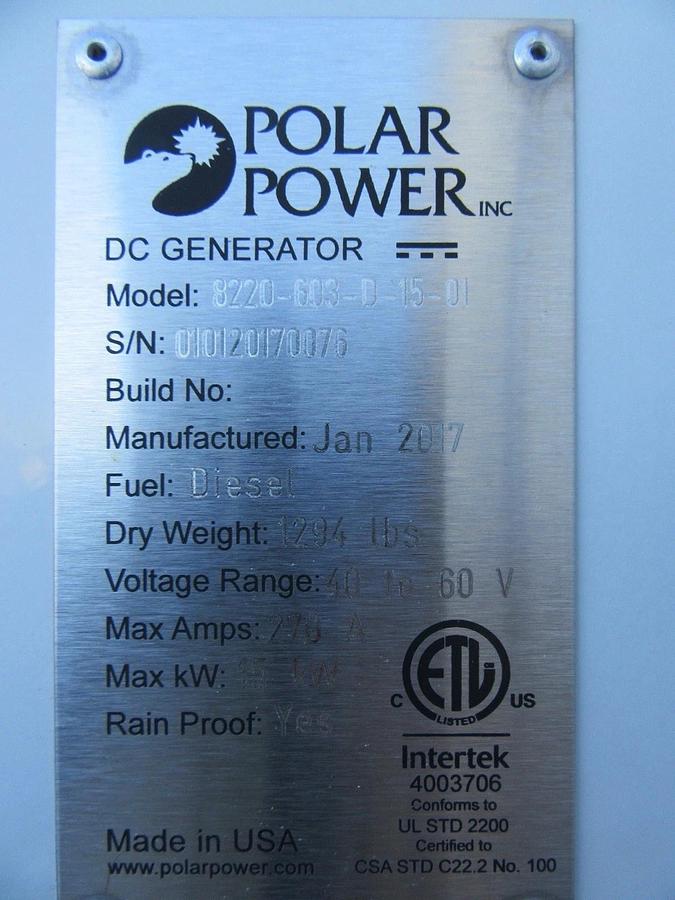 POLAR
POWER INC
DC GENERATOR
Model: 8220-603-D-15-01
S/N: 010120170076
Build No:
Manufactured: Jan 2017
Fuel: Diesel
Dry Weight: 1294 lbs
Voltage Range: 40 to 60 V
Max Amps: A
Max kW: 15 kW
Rain Proof: Yes
C ETL US
LISTED
Intertek
4003706
Conforms to
UL STD 2200
Certified to
CSA STD C22.2 No. 100
Made in USA
www.polarpower.com